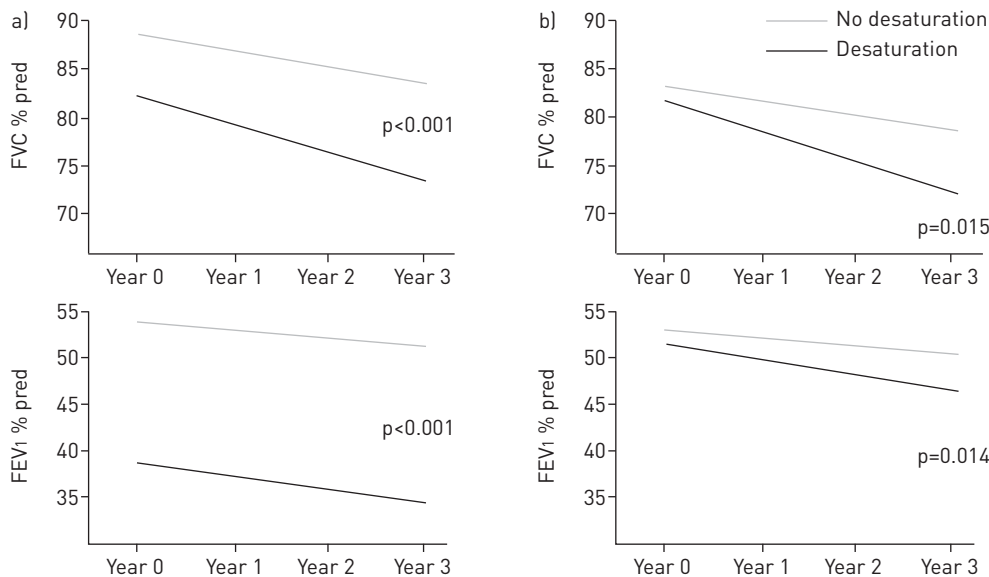 a)
90
85
80
75
70
FVC % pred
p<0.001
Year 0 Year 1 Year 2 Year 3
b)
No desaturation
Desaturation
90
85
80
75
70
FVC % pred
p=0.015
Year 0 Year 1 Year 2 Year 3
55
50
45
40
35
FEV1 % pred
p<0.001
Year 0 Year 1 Year 2 Year 3
55
50
45
40
35
FEV1 % pred
p=0.014
Year 0 Year 1 Year 2 Year 3